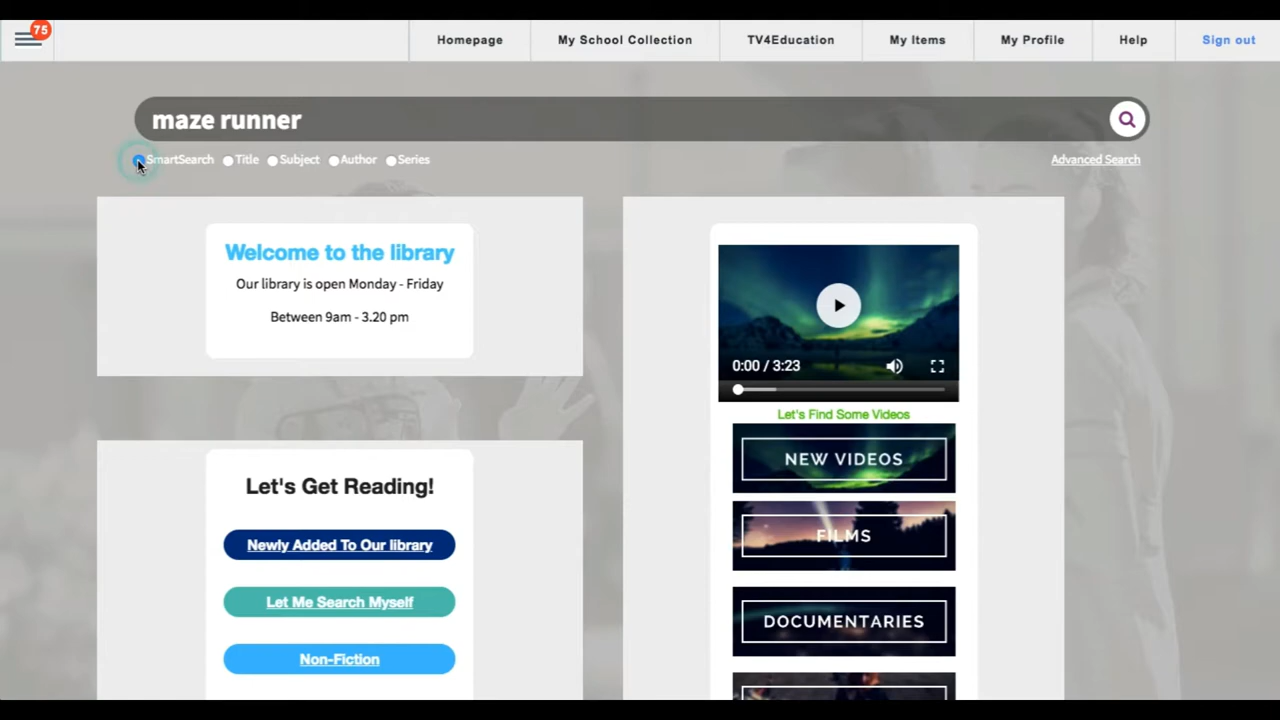 75
Homepage
My School Collection
TV4Education
My Items
My Profile
Help
Sign out
maze runner
SmartSearch Title Subject Author Series
Advanced Search
Welcome to the library
Our library is open Monday - Friday
Between 9am - 3.20 pm
Let's Get Reading!
Newly Added To Our library
Let Me Search Myself
Non-Fiction
0:00 / 3:23
Let's Find Some Videos
NEW VIDEOS
FILMS
DOCUMENTARIES